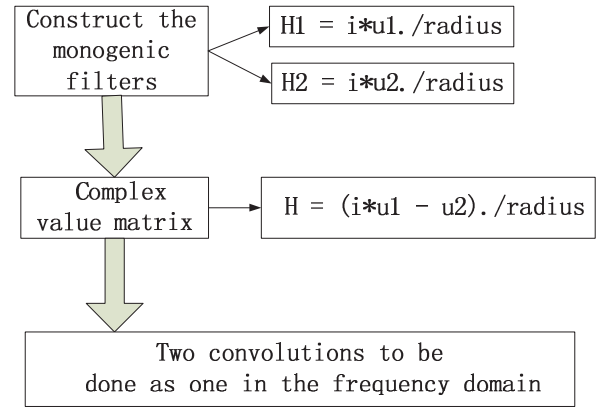 Construct the
monogenic
filters
H1 = i*u1./radius
H2 = i*u2./radius
Complex
value matrix
H = (i*u1 - u2)./radius
Two convolutions to be
done as one in the frequency domain